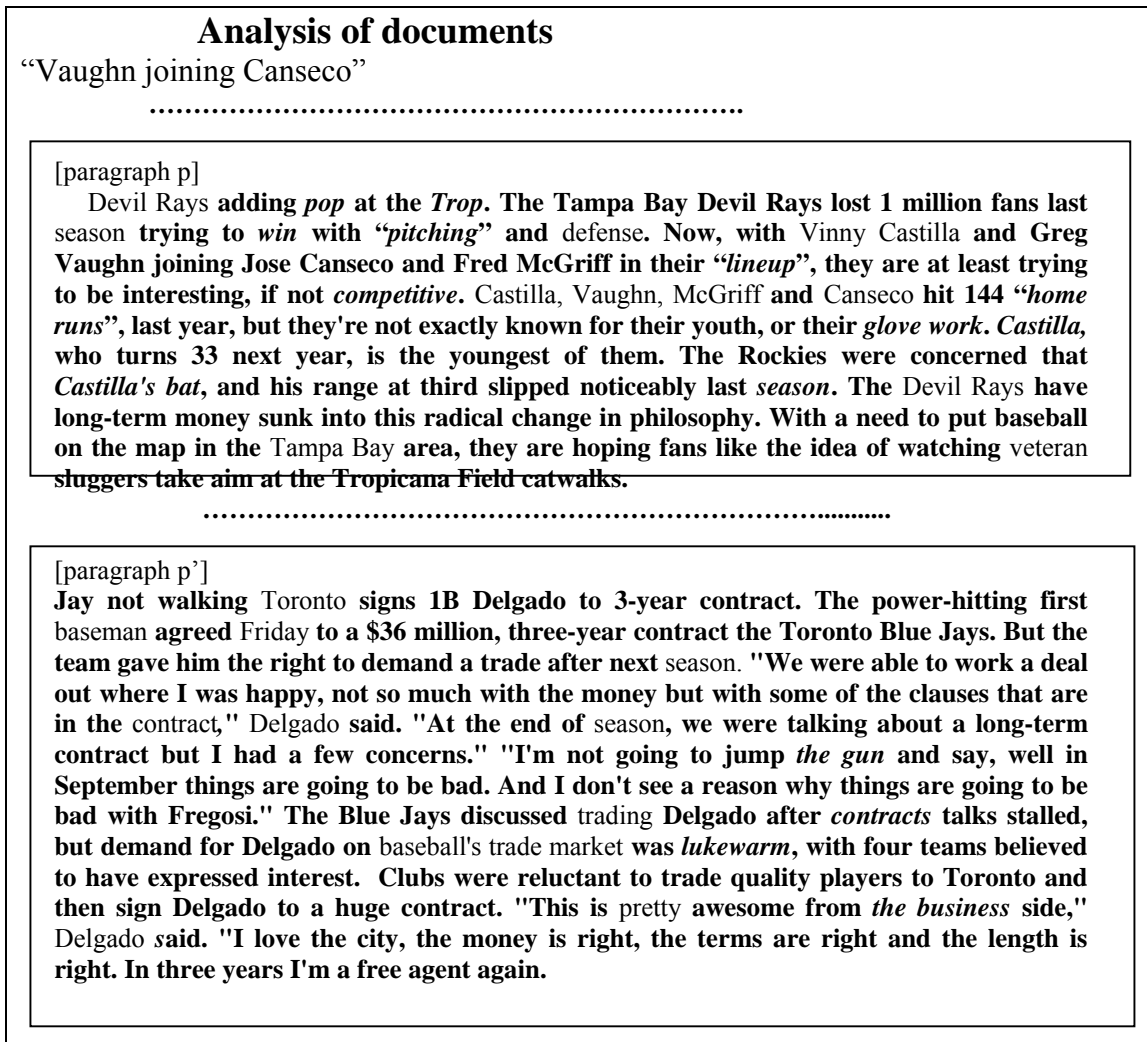 Analysis of documents
“Vaughn joining Canseco”
…………………………………………………………..
[paragraph p]
Devil Rays adding pop at the Trop. The Tampa Bay Devil Rays lost 1 million fans last
season trying to win with “pitching” and defense. Now, with Vinny Castilla and Greg
Vaughn joining Jose Canseco and Fred McGriff in their “lineup”, they are at least trying
to be interesting, if not competitive. Castilla, Vaughn, McGriff and Canseco hit 144 “home
runs”, last year, but they're not exactly known for their youth, or their glove work. Castilla,
who turns 33 next year, is the youngest of them. The Rockies were concerned that
Castilla's bat, and his range at third slipped noticeably last season. The Devil Rays have
long-term money sunk into this radical change in philosophy. With a need to put baseball
on the map in the Tampa Bay area, they are hoping fans like the idea of watching veteran
sluggers take aim at the Tropicana Field catwalks.
……………………………………………………………...........
[paragraph p’]
Jay not walking Toronto signs 1B Delgado to 3-year contract. The power-hitting first
baseman agreed Friday to a $36 million, three-year contract the Toronto Blue Jays. But the
team gave him the right to demand a trade after next season. "We were able to work a deal
out where I was happy, not so much with the money but with some of the clauses that are
in the contract," Delgado said. "At the end of season, we were talking about a long-term
contract but I had a few concerns." "I'm not going to jump the gun and say, well in
September things are going to be bad. And I don't see a reason why things are going to be
bad with Fregosi." The Blue Jays discussed trading Delgado after contracts talks stalled,
but demand for Delgado on baseball's trade market was lukewarm, with four teams believed
to have expressed interest.  Clubs were reluctant to trade quality players to Toronto and
then sign Delgado to a huge contract. "This is pretty awesome from the business side,"
Delgado said. "I love the city, the money is right, the terms are right and the length is
right. In three years I'm a free agent again.